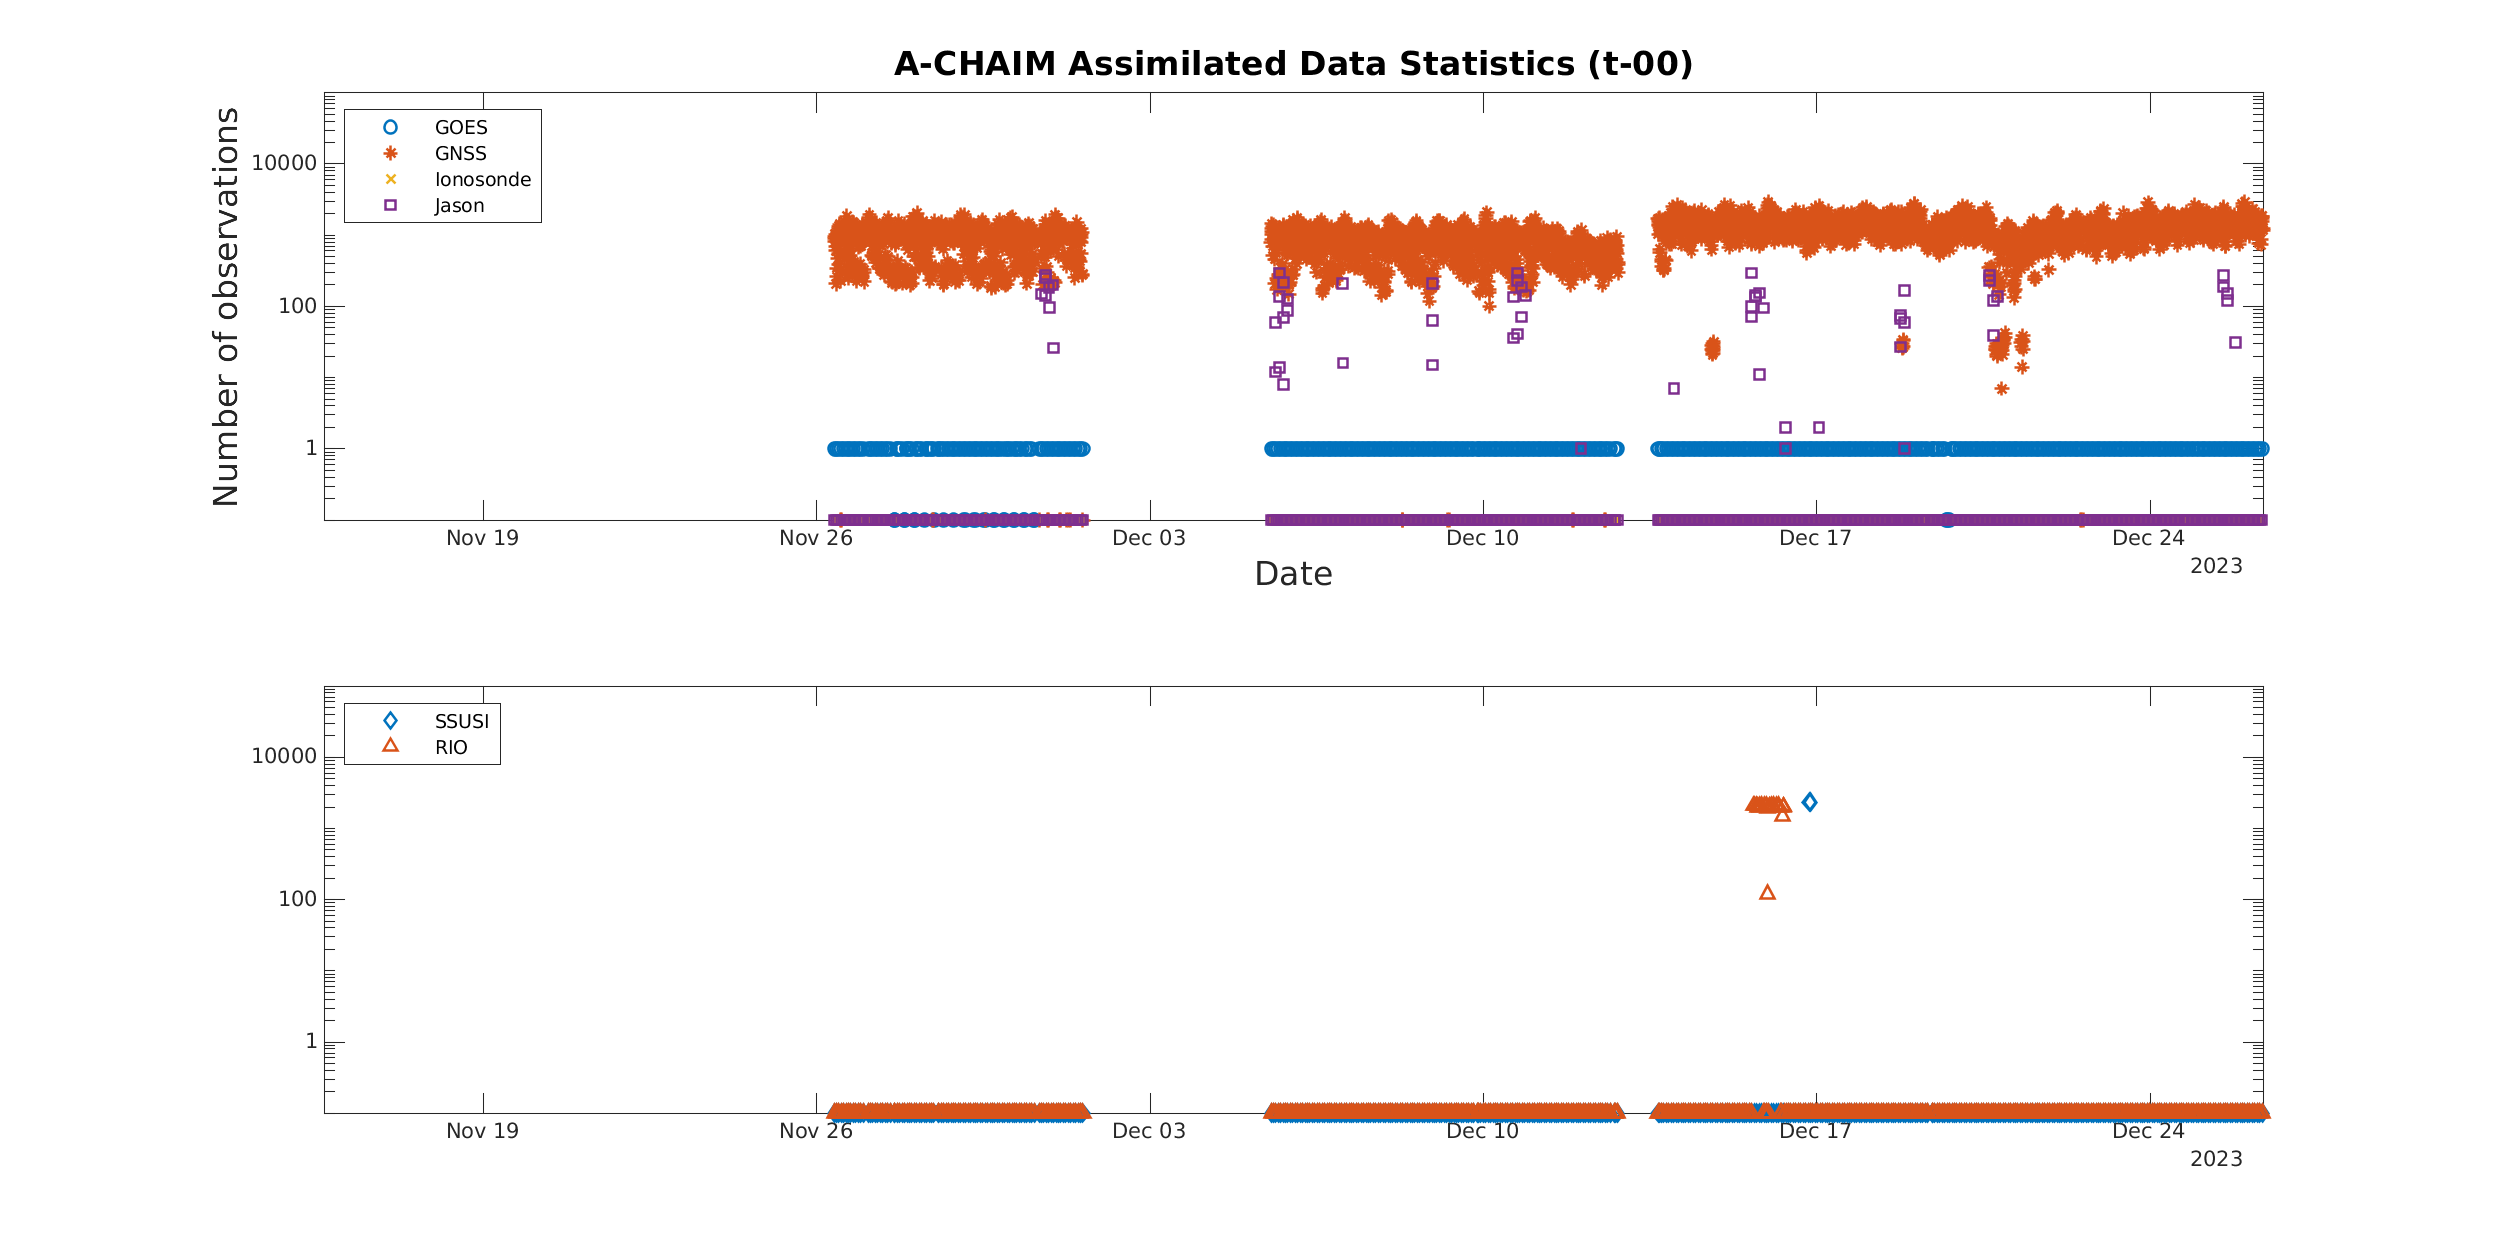 A-CHAIM Assimilated Data Statistics (t-00)
Number of observations
GOES
GNSS
Ionosonde
Jason
10000
100
1
Nov 19 Nov 26 Dec 03 Dec 10 Dec 17 Dec 24
2023
Date
SSUSI
RIO
10000
100
1
Nov 19 Nov 26 Dec 03 Dec 10 Dec 17 Dec 24
2023